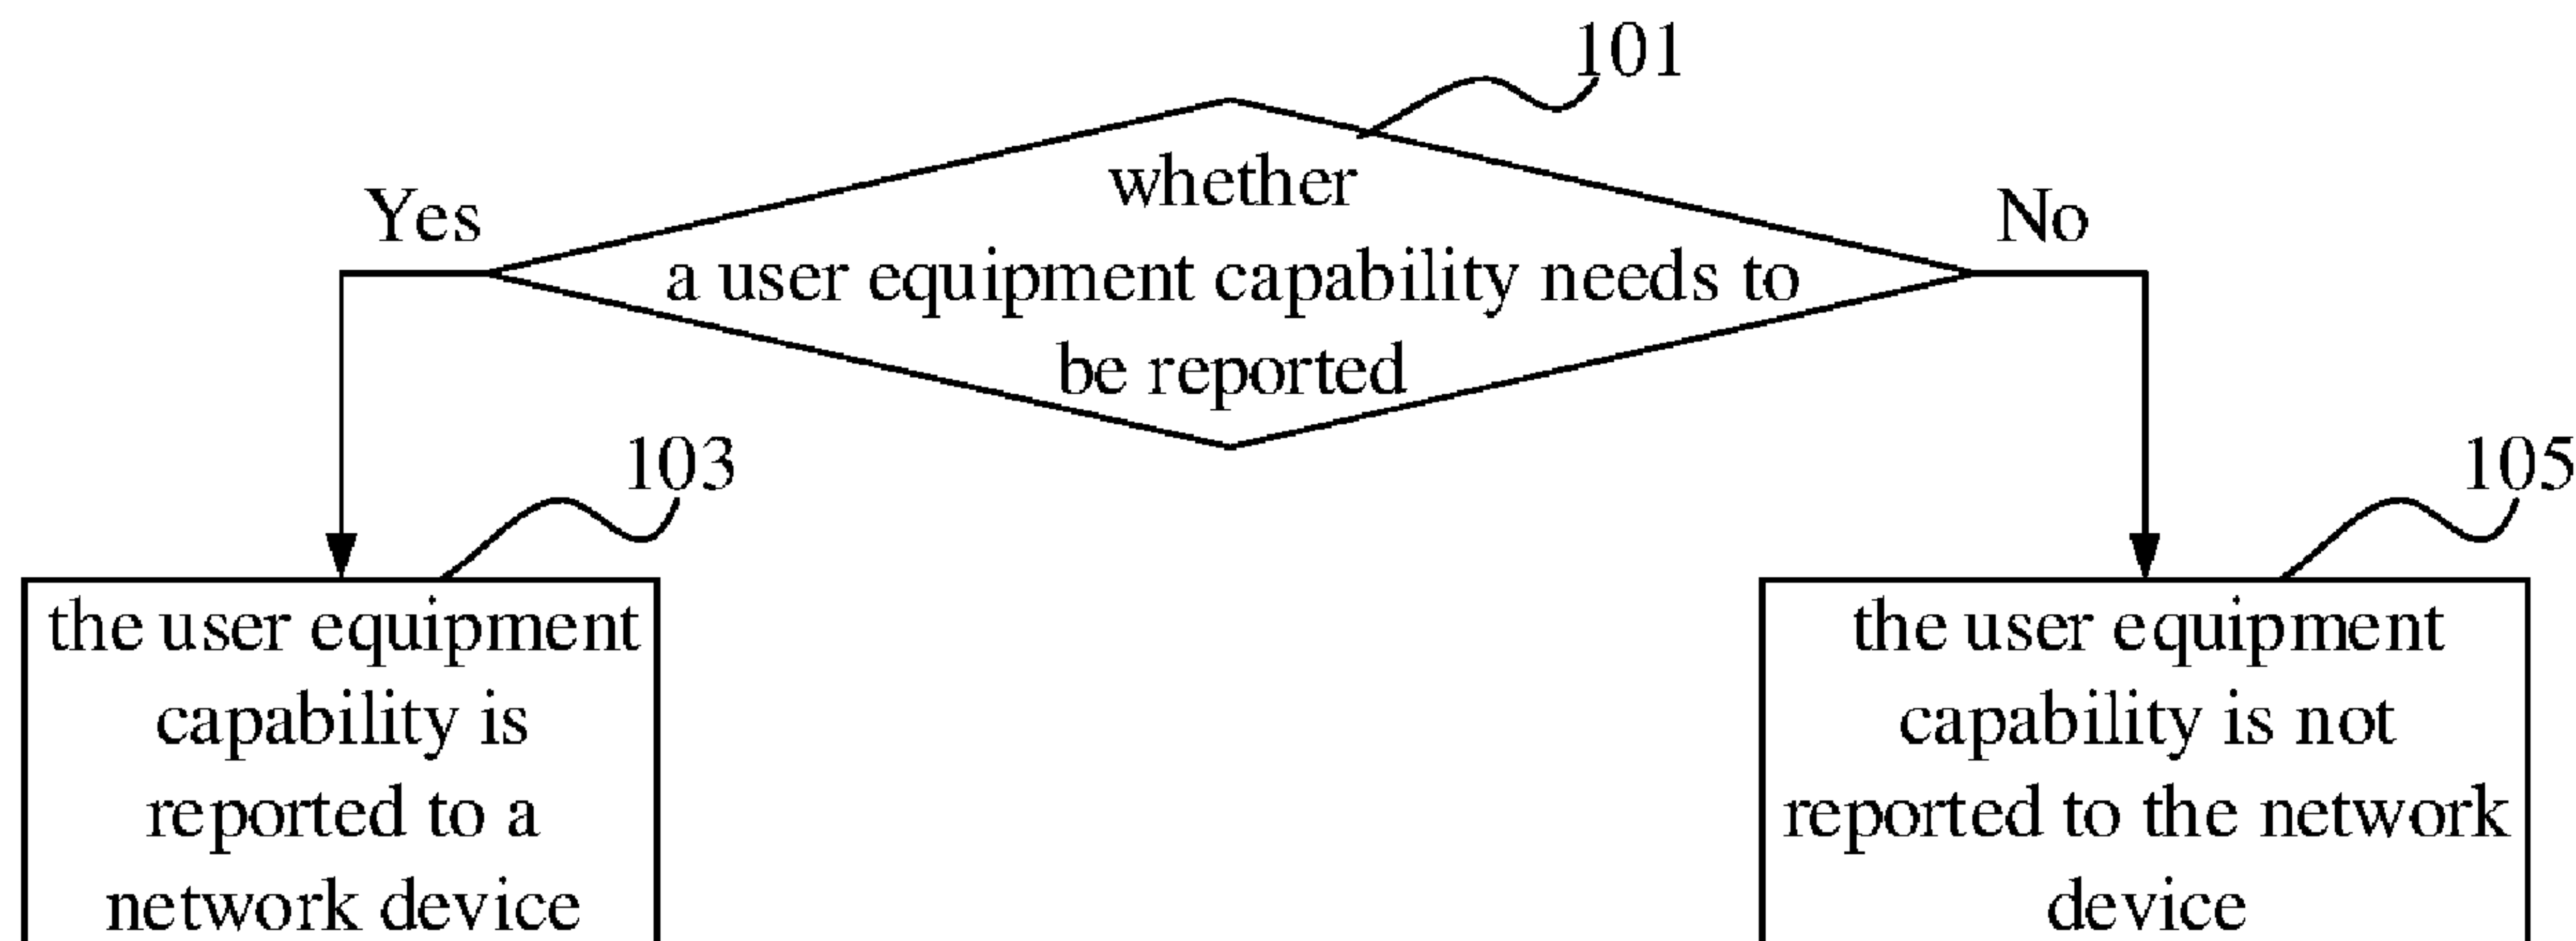 101
whether
a user equipment capability needs to
be reported
Yes
No
103
the user equipment
capability is
reported to a
network device
105
the user equipment
capability is not
reported to the network
device